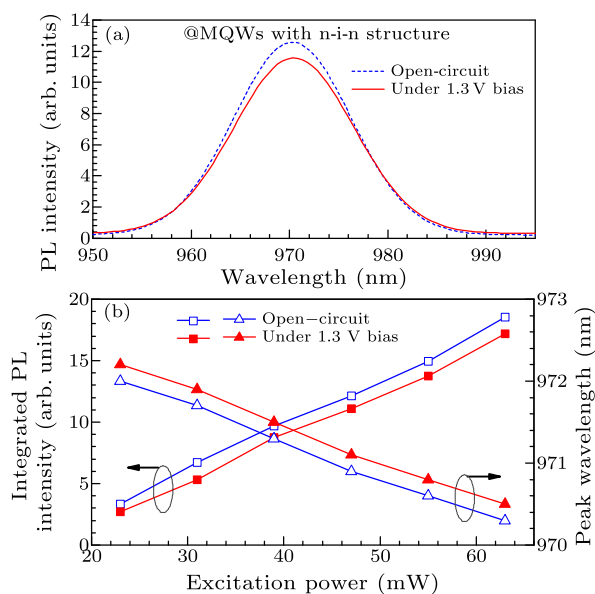 (a)
@MQWs with n-i-n structure
Open-circuit
Under 1.3 V bias
PL intensity (arb. units)
14
12
10
8
6
4
2
0
950
960
970
980
990
Wavelength (nm)
(b)
Open−circuit
Under 1.3 V bias
Integrated PL
intensity (arb. units)
20
15
10
5
0
973
972
971
970
Peak wavelength (nm)
20
30
40
50
60
Excitation power (mW)